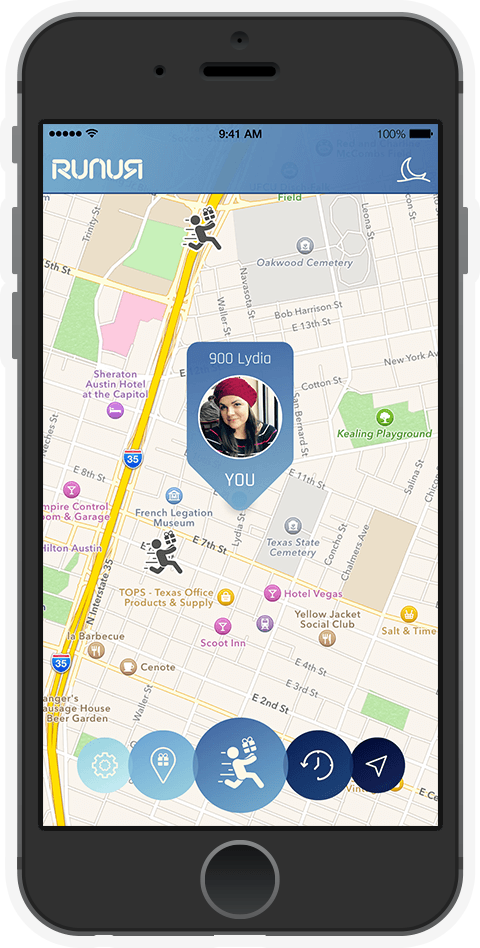 9:41 AM
100%
RUNUR
Field
Trinity St
Leona St
Oakwood Cemetery
Navasota St
5th St
Waller St
Bob Harrison St
E 13th St
900 Lydia
New York Av
Sheraton
Austin Hotel
at the Capitol
Cotton St
San Bernard St
Kealing Playground
Neches St
35
YOU
E 8th St
E 11th St
Salina St
Chicon
mpire Control
oom & Garage
French Legation
Museum
Lydia St
Texas State
Cemetery
Concho St
Chalmers Ave
Hilton Austin
E 7th St
N Interstate 35
TOPS - Texas Office
Products & Supply
Hotel Vegas
Yellow Jacket
Social Club
Salt & Time
la Barbecue
Scoot Inn
35
Cenote
E 4th St
E 3rd St
anger's
ausage House
Beer Garden
Waller St
E 2nd St
E Ce
Vint